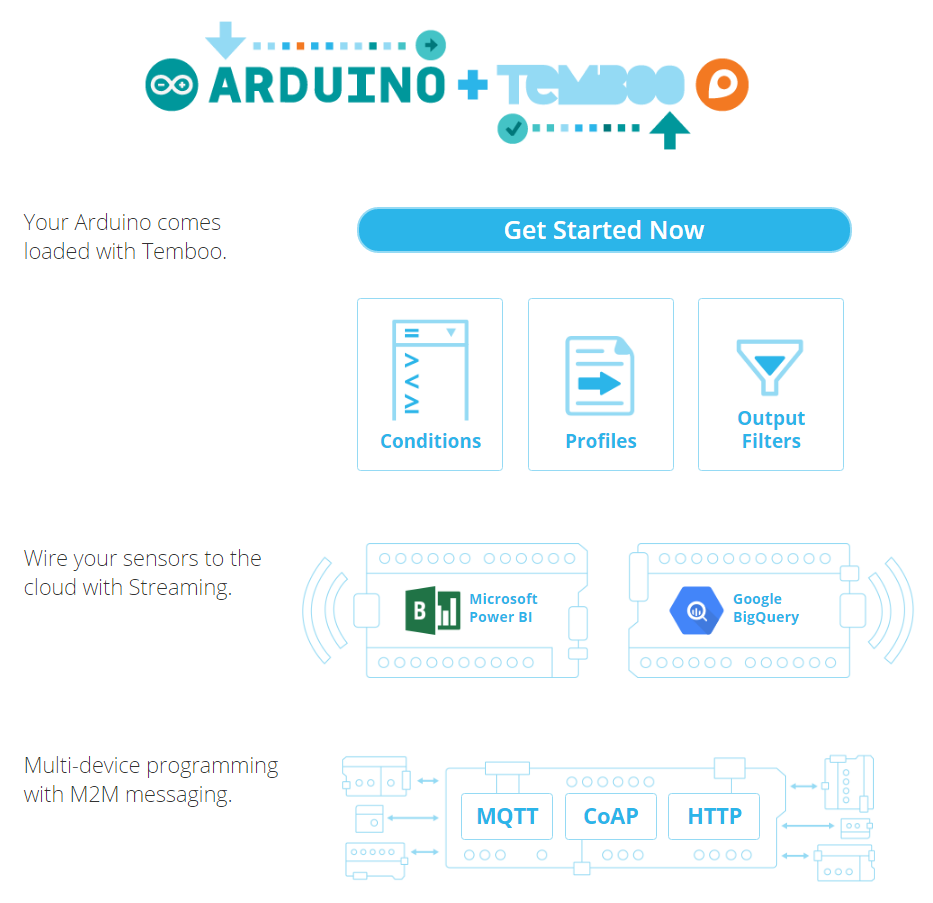 ARDUINO + TEMBOO
Your Arduino comes
loaded with Temboo.
Get Started Now
Conditions
Profiles
Output
Filters
Wire your sensors to the
cloud with Streaming.
B
Microsoft
Power BI
Google
BigQuery
Multi-device programming
with M2M messaging.
MQTT
CoAP
HTTP